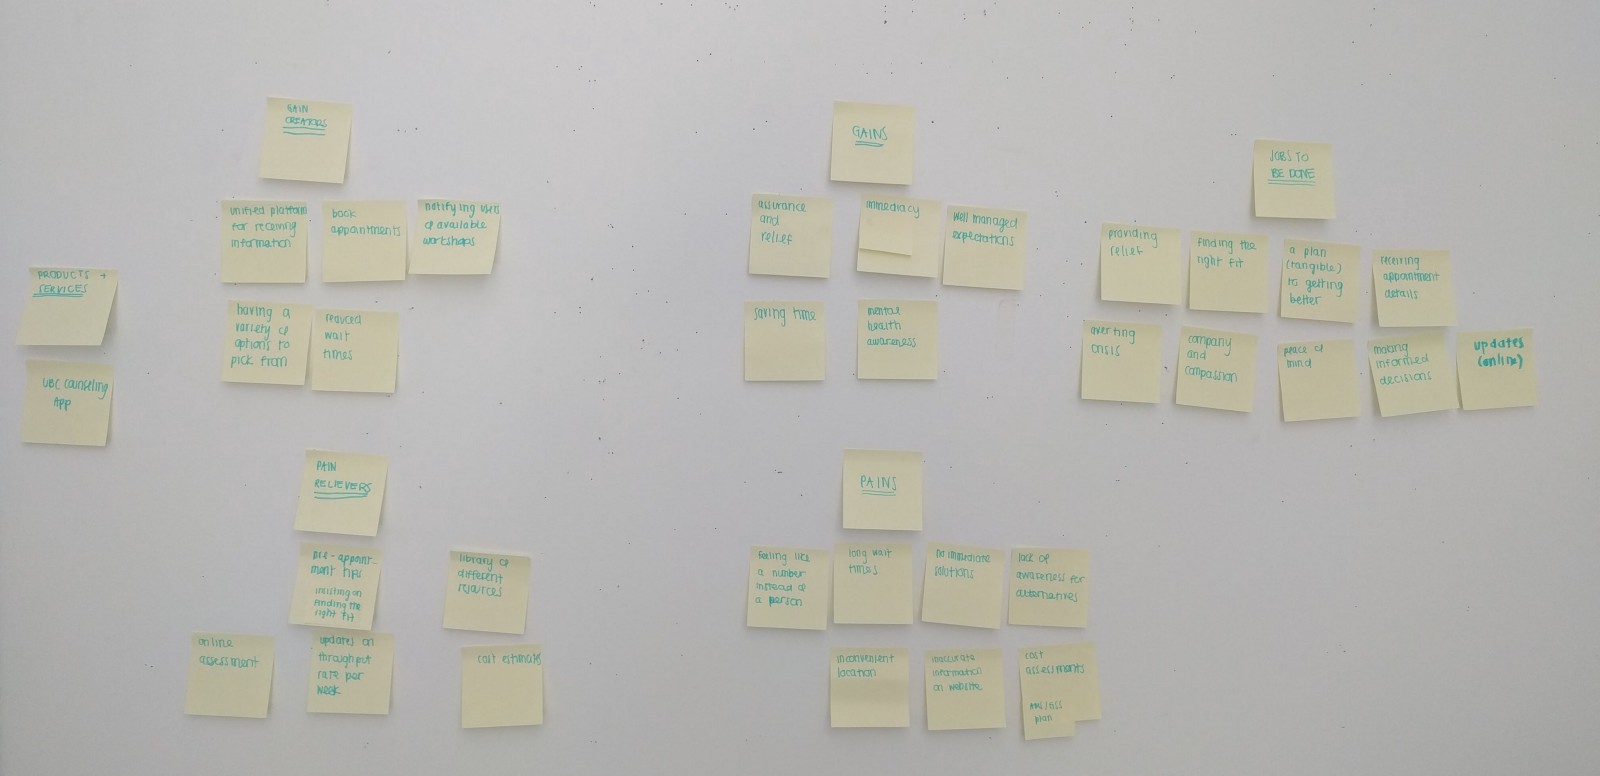 GAIN
CREATORS
unified platform
for receiving
information
book
appointments
notifying users
of available
workshops
having a
variety of
options to
pick from
reduced
wait
times
PRODUCTS +
SERVICES
UBC counseling
App
PAIN
RELIEVERS
pre-appoint-
ment tips
insisting on
finding the
right fit
library of
different
resources
online
assessment
updates on
throughput
rate per
week
cost estimates
GAINS
assurance
and
relief
immediacy
well managed
expectations
saving time
mental
health
awareness
PAINS
feeling like
a number
instead of
a person
long wait
times
no immediate
solutions
lack of
awareness for
alternatives
inconvenient
location
inaccurate
information
on website
cost
assessments
plan
JOBS TO
BE DONE
providing
relief
finding the
right fit
a plan
(tangible)
to getting
better
receiving
appointment
details
averting
crisis
company
and
compassion
peace of
mind
making
informed
decisions
updates
(online)